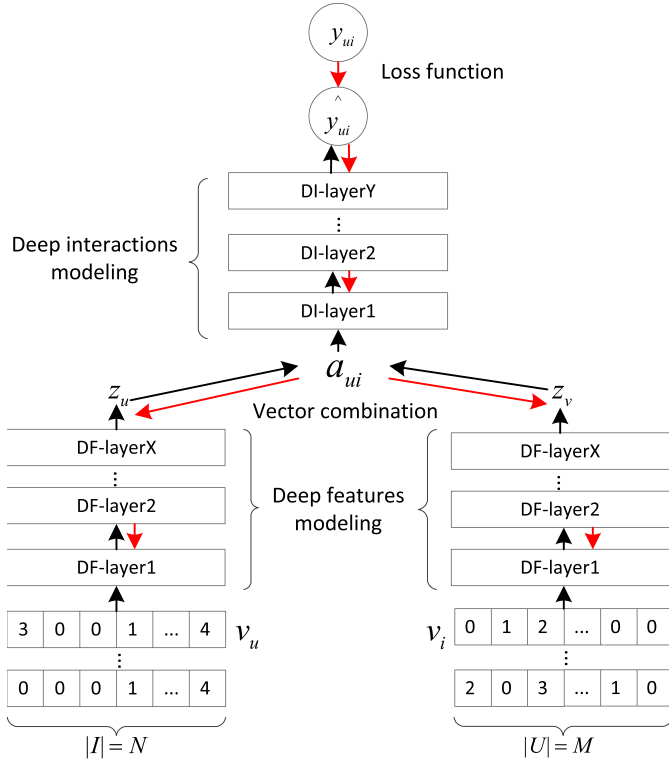 y_ui
Loss function
ŷ_ui
DI-layerY
...
Deep interactions
modeling
DI-layer2
DI-layer1
a_ui
z_u
z_v
Vector combination
DF-layerX
...
DF-layer2
DF-layer1
Deep features
modeling
DF-layerX
...
DF-layer2
DF-layer1
3 0 0 1 ... 4
v_u
...
0 0 0 1 ... 4
|I| = N
v_i
0 1 2 ... 0 0
...
2 0 3 ... 1 0
|U| = M